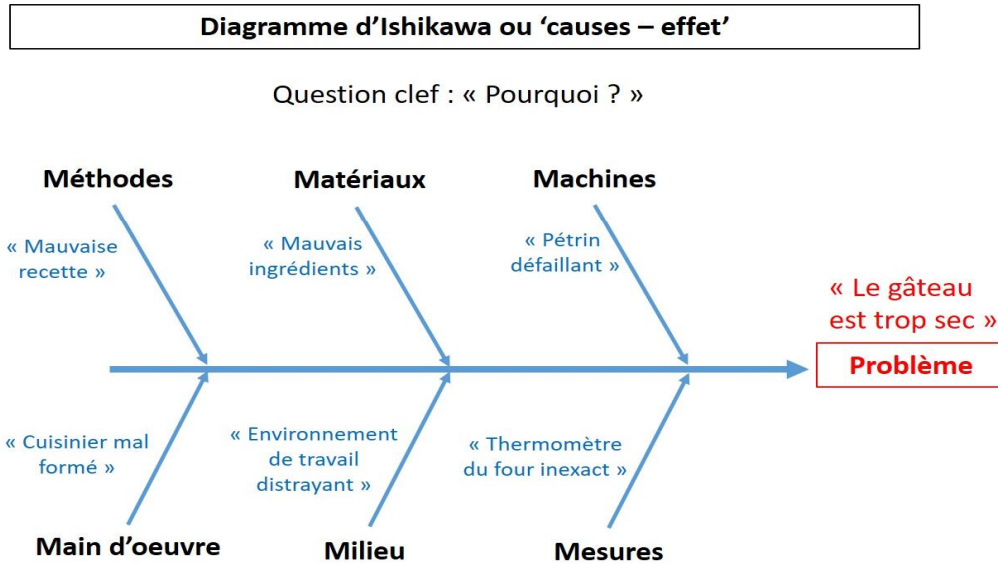 Diagramme d’Ishikawa ou ‘causes – effet’
Question clef : « Pourquoi ? »
Méthodes
Matériaux
Machines
« Mauvaise
recette »
« Mauvais
ingrédients »
« Pétrin
défaillant »
« Le gâteau
est trop sec »
Problème
« Cuisinier mal
formé »
« Environnement
de travail
distrayant »
« Thermomètre
du four inexact »
Main d’oeuvre
Milieu
Mesures